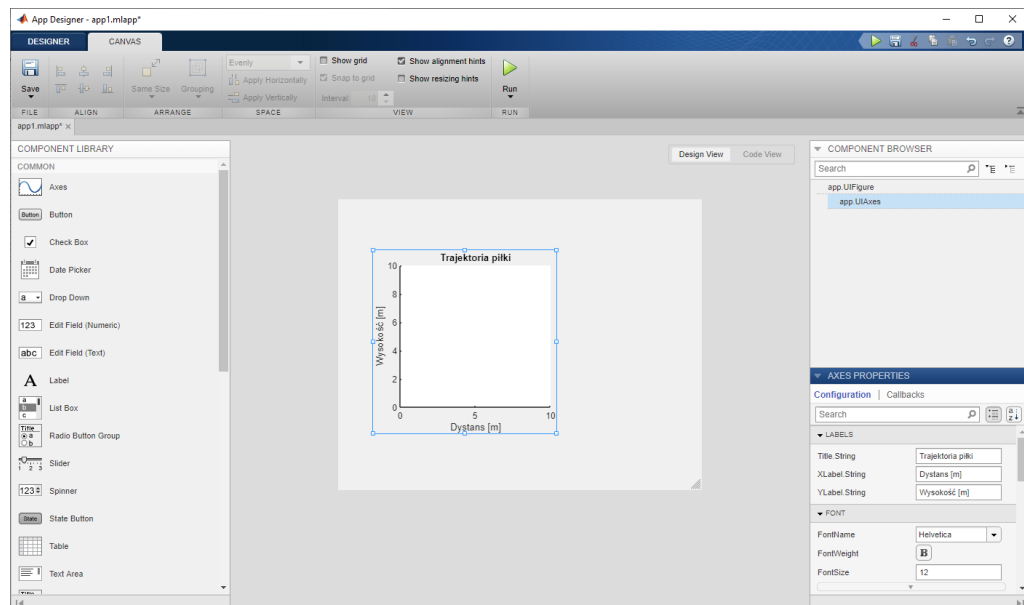 App Designer - app1.mlapp*
DESIGNER CANVAS
Save
Same Size Grouping
Evenly
Apply Horizontally
Apply Vertically
Show grid
Snap to grid
Interval: 10
Show alignment hints
Show resizing hints
Run
FILE ALIGN ARRANGE SPACE VIEW RUN
app1.mlapp* ×
COMPONENT LIBRARY
COMMON
Axes
Button Button
Check Box
Date Picker
a Drop Down
123 Edit Field (Numeric)
abc Edit Field (Text)
A Label
a b c List Box
Title a b Radio Button Group
1 2 3 Slider
123 Spinner
State State Button
Table
Text Area
Title
Design View Code View
Trajektoria piłki
10
8
6
4
2
0
Wysokość [m]
0 5 10
Dystans [m]
COMPONENT BROWSER
Search
app.UIFigure
app.UIAxes
AXES PROPERTIES
Configuration | Callbacks
Search
LABELS
Title.String Trajektoria piłki
XLabel.String Dystans [m]
YLabel.String Wysokość [m]
FONT
FontName Helvetica
FontWeight B
FontSize 12